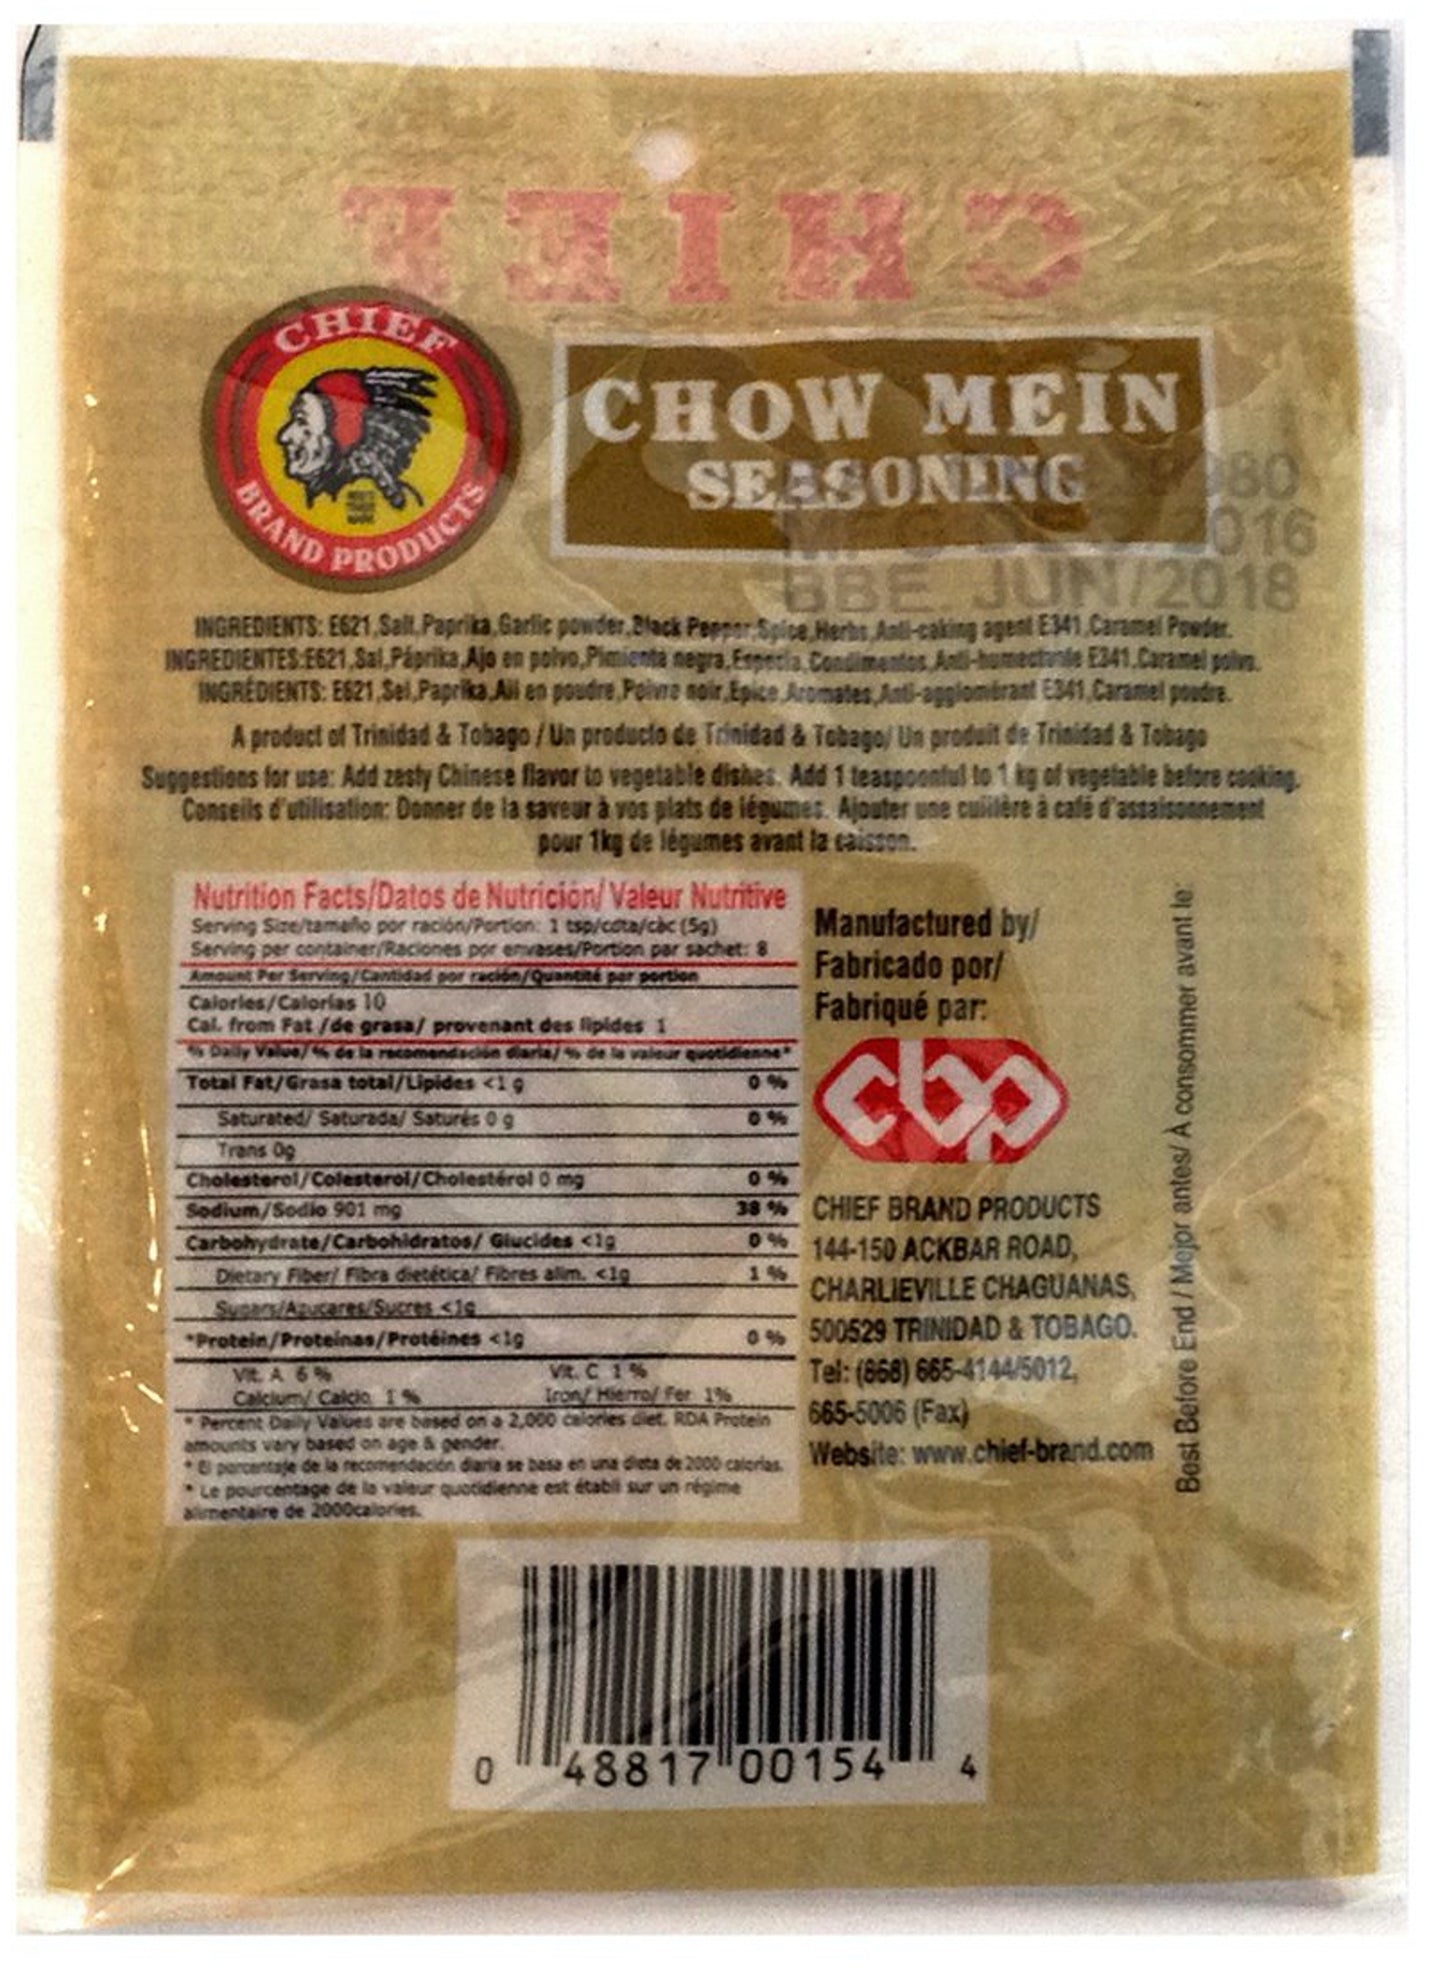 CHIEF
CHIEF
BRAND PRODUCTS
CHOW MEIN
SEASONING
980
MFG 2016
BBE. JUN/2018
INGREDIENTS: E621,Salt,Paprika,Garlic powder,Black Pepper,Spice,Herbs,Anti-caking agent E341,Caramel Powder.
INGREDIENTES:E621,Sal,Páprika,Ajo en polvo,Pimienta negra,Especia,Condimentos,Anti-humectante E341,Caramel polvo.
INGRÉDIENTS: E621,Sel,Paprika,Ail en poudre,Poivre noir,Epice,Aromates,Anti-agglomérant E341,Caramel poudre.
A product of Trinidad & Tobago / Un producto de Trinidad & Tobago/ Un produit de Trinidad & Tobago
Suggestions for use: Add zesty Chinese flavor to vegetable dishes. Add 1 teaspoonful to 1 kg of vegetable before cooking.
Conseils d'utilisation: Donner de la saveur à vos plats de légumes. Ajouter une cuillère à café d'assaisonnement
pour 1kg de légumes avant la caisson.
Nutrition Facts/Datos de Nutrición/ Valeur Nutritive
Serving Size/tamaño por ración/Portion: 1 tsp/cdta/càc (5g)
Serving per container/Raciones por envases/Portion par sachet: 8
Amount Per Serving/Cantidad por ración/Quantité par portion
Calories/Calorías 10
Cal. from Fat /de grasa/ provenant des lipides 1
% Daily Value/ % de la recomendación diaria/ % de la valeur quotidienne*
Total Fat/Grasa total/Lipides <1 g 0 %
Saturated/ Saturada/ Saturés 0 g 0 %
Trans 0g
Cholesterol/Colesterol/Cholestérol 0 mg 0 %
Sodium/Sodio 901 mg 38 %
Carbohydrate/Carbohidratos/ Glucides <1g 0 %
Dietary Fiber/ Fibra dietética/ Fibres alim. <1g 1 %
Sugars/Azucares/Sucres <1g
*Protein/Proteinas/Protéines <1g 0 %
Vit. A 6 % Vit. C 1 %
Calcium/ Calcio 1 % Iron/ Hierro/ Fer 1%
* Percent Daily Values are based on a 2,000 calories diet. RDA Protein
amounts vary based on age & gender.
* El porcentaje de la recomendación diaria se basa en una dieta de 2000 calorias.
* Le pourcentage de la valeur quotidienne est établi sur un régime
alimentaire de 2000calories.
Manufactured by/
Fabricado por/
Fabriqué par:
cbp
CHIEF BRAND PRODUCTS
144-150 ACKBAR ROAD,
CHARLIEVILLE CHAGUANAS,
500529 TRINIDAD & TOBAGO.
Tel: (868) 665-4144/5012,
665-5006 (Fax)
Website: www.chief-brand.com
Best Before End / Mejor antes/ À consommer avant le:
0 48817 00154 4